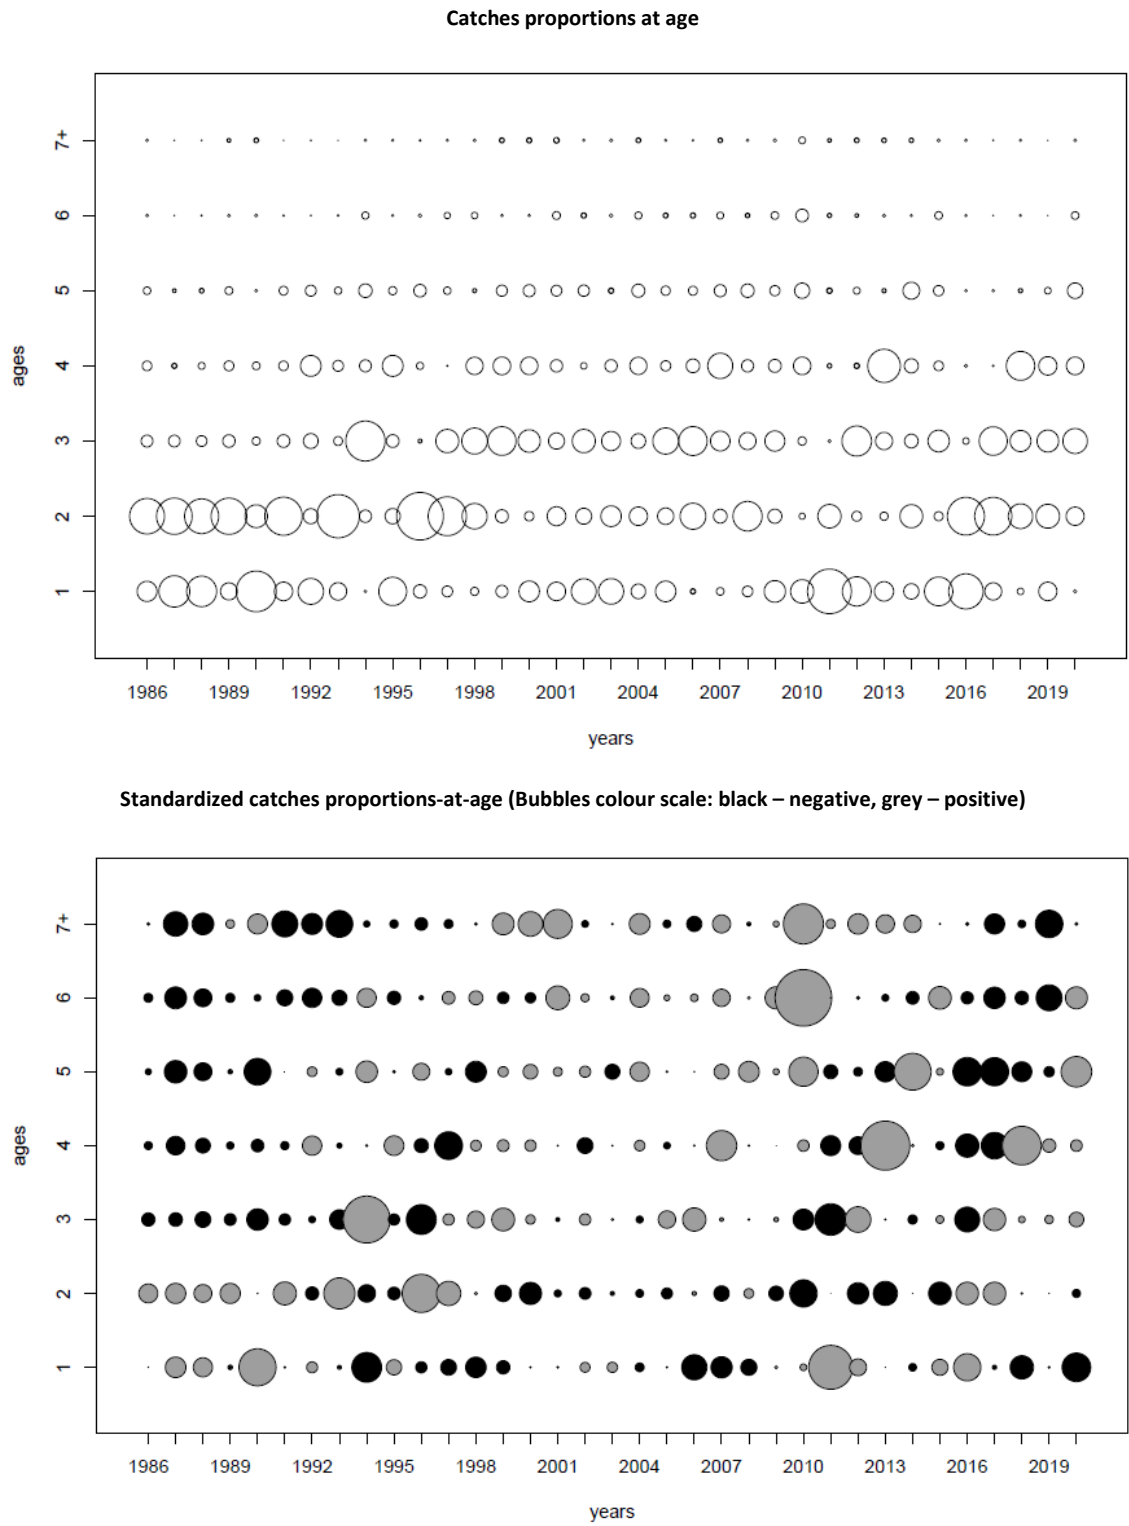 Catches proportions at age
7+
6
5
4
3
2
1
ages
1986 1989 1992 1995 1998 2001 2004 2007 2010 2013 2016 2019
years
Standardized catches proportions-at-age (Bubbles colour scale: black – negative, grey – positive)
7+
6
5
4
3
2
1
ages
1986 1989 1992 1995 1998 2001 2004 2007 2010 2013 2016 2019
years